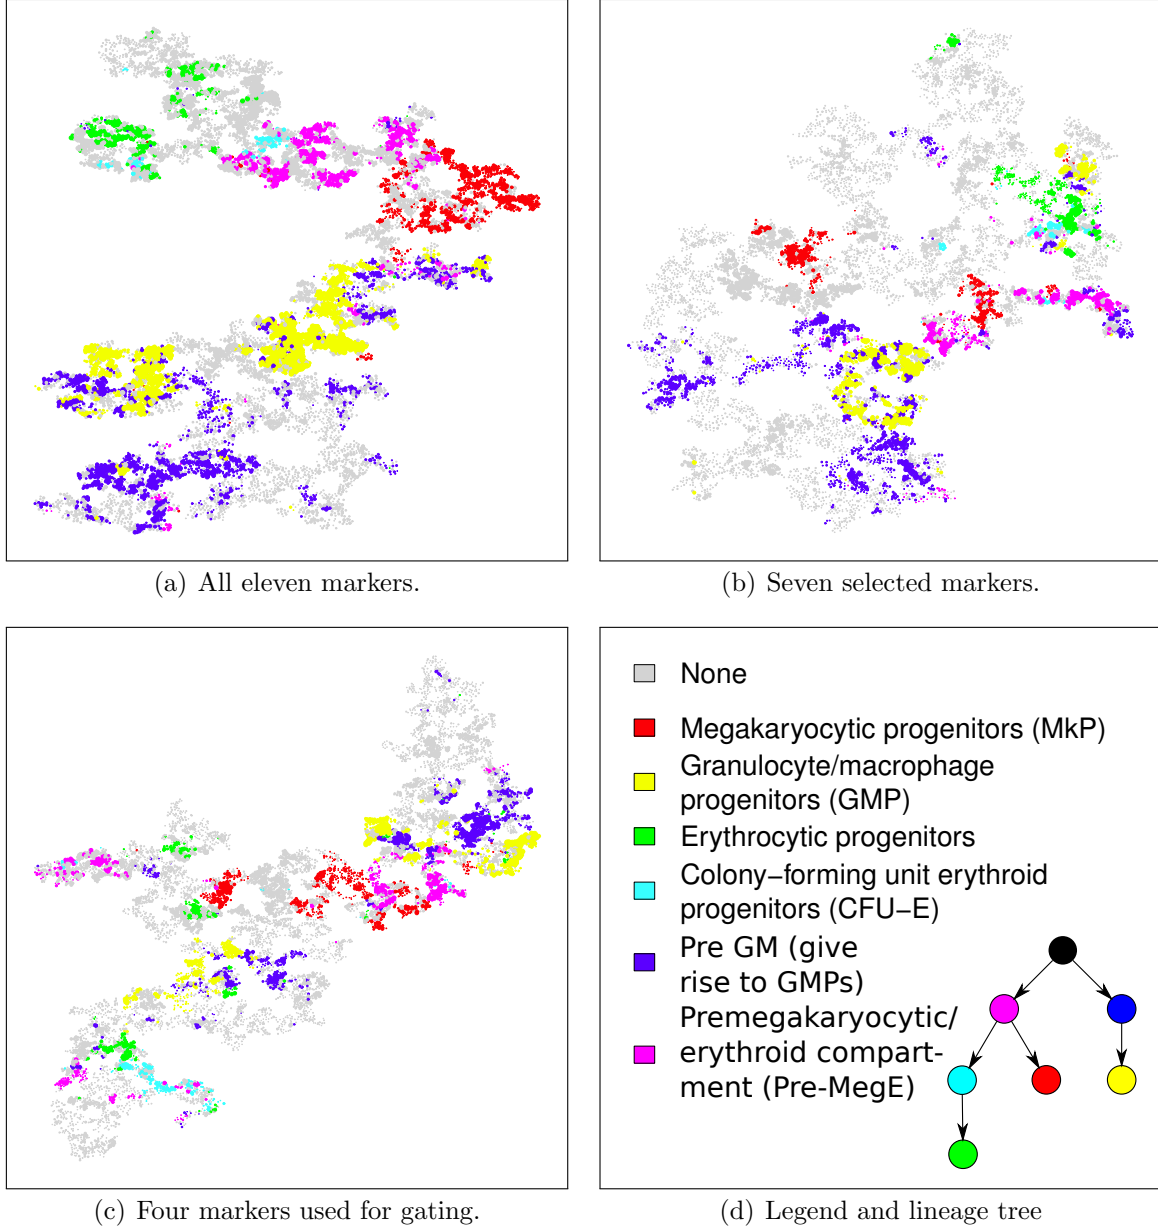 (a) All eleven markers.
(b) Seven selected markers.
None
Megakaryocytic progenitors (MkP)
Granulocyte/macrophage
progenitors (GMP)
Erythrocytic progenitors
Colony−forming unit erythroid
progenitors (CFU−E)
Pre GM (give
rise to GMPs)
Premegakaryocytic/
erythroid compart-
ment (Pre-MegE)
(c) Four markers used for gating.
(d) Legend and lineage tree